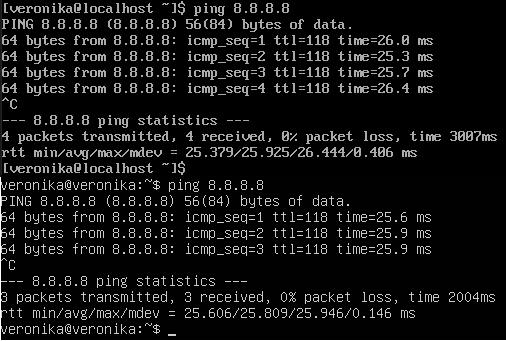 [veronika@localhost ~]$ ping 8.8.8.8
PING 8.8.8.8 (8.8.8.8) 56(84) bytes of data.
64 bytes from 8.8.8.8: icmp_seq=1 ttl=118 time=26.0 ms
64 bytes from 8.8.8.8: icmp_seq=2 ttl=118 time=25.3 ms
64 bytes from 8.8.8.8: icmp_seq=3 ttl=118 time=25.7 ms
64 bytes from 8.8.8.8: icmp_seq=4 ttl=118 time=26.4 ms
^C
--- 8.8.8.8 ping statistics ---
4 packets transmitted, 4 received, 0% packet loss, time 3007ms
rtt min/avg/max/mdev = 25.379/25.925/26.444/0.406 ms
[veronika@localhost ~]$
veronika@veronika:~$ ping 8.8.8.8
PING 8.8.8.8 (8.8.8.8) 56(84) bytes of data.
64 bytes from 8.8.8.8: icmp_seq=1 ttl=118 time=25.6 ms
64 bytes from 8.8.8.8: icmp_seq=2 ttl=118 time=25.9 ms
64 bytes from 8.8.8.8: icmp_seq=3 ttl=118 time=25.9 ms
^C
--- 8.8.8.8 ping statistics ---
3 packets transmitted, 3 received, 0% packet loss, time 2004ms
rtt min/avg/max/mdev = 25.606/25.809/25.946/0.146 ms
veronika@veronika:~$ _